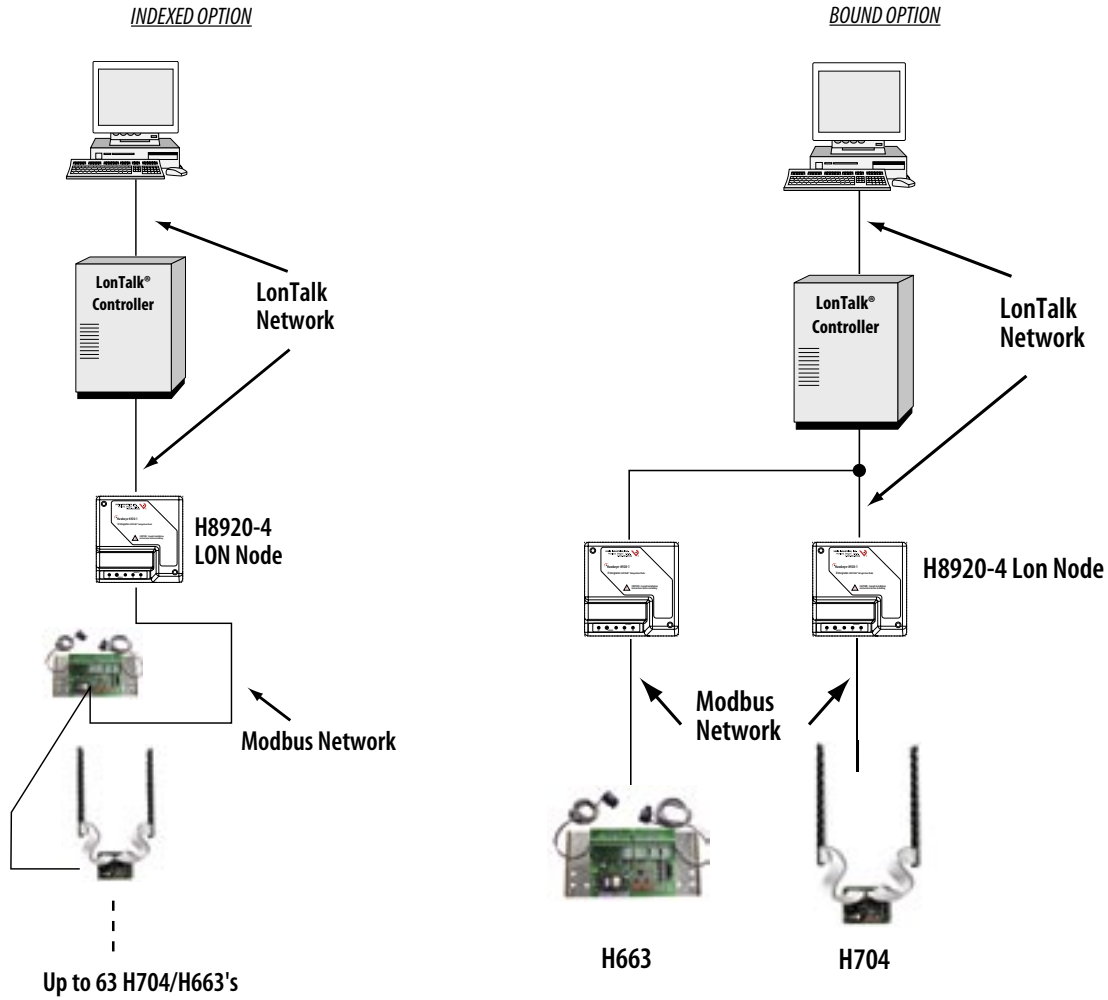 INDEXED OPTION
LonTalk®
Controller
LonTalk
Network
H8920-4
LON Node
Modbus Network
Up to 63 H704/H663's
BOUND OPTION
LonTalk®
Controller
LonTalk
Network
H8920-4 Lon Node
Modbus
Network
H663
H704